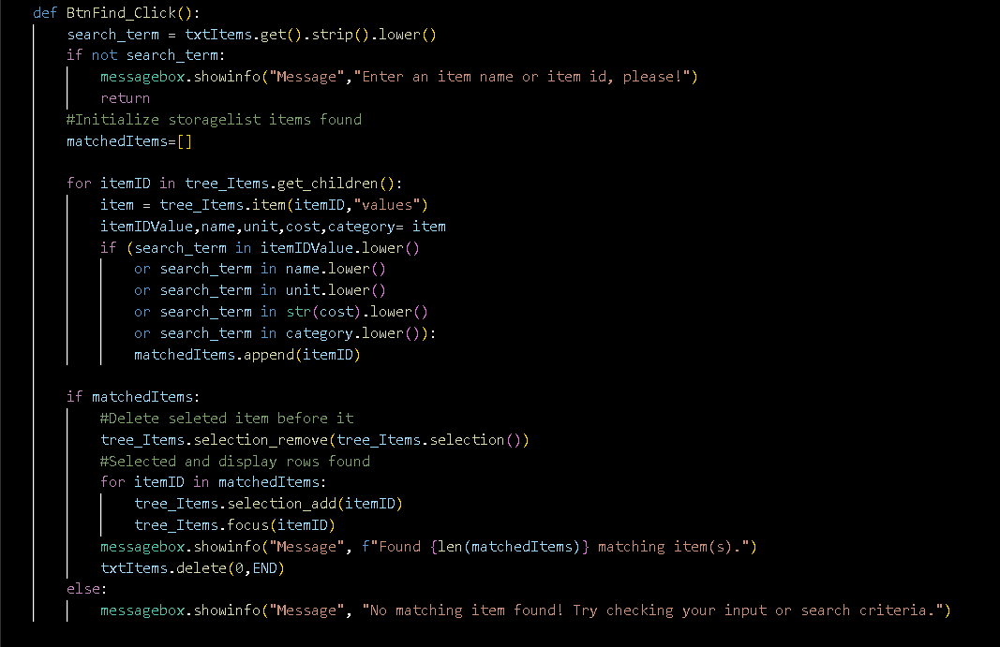 def BtnFind_Click():
    search_term = txtItems.get().strip().lower()
    if not search_term:
        messagebox.showinfo("Message","Enter an item name or item id, please!")
        return
    #Initialize storagelist items found
    matchedItems=[]

    for itemID in tree_Items.get_children():
        item = tree_Items.item(itemID,"values")
        itemIDValue,name,unit,cost,category= item
        if (search_term in itemIDValue.lower()
            or search_term in name.lower()
            or search_term in unit.lower()
            or search_term in str(cost).lower()
            or search_term in category.lower()):
            matchedItems.append(itemID)

    if matchedItems:
        #Delete seleted item before it
        tree_Items.selection_remove(tree_Items.selection())
        #Selected and display rows found
        for itemID in matchedItems:
            tree_Items.selection_add(itemID)
            tree_Items.focus(itemID)
        messagebox.showinfo("Message", f"Found {len(matchedItems)} matching item(s).")
        txtItems.delete(0,END)
    else:
        messagebox.showinfo("Message", "No matching item found! Try checking your input or search criteria.")